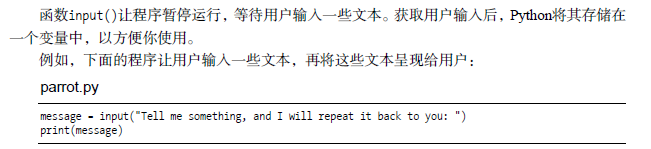 函数input()让程序暂停运行，等待用户输入一些文本。获取用户输入后，Python将其存储在
一个变量中，以方便你使用。
例如，下面的程序让用户输入一些文本，再将这些文本呈现给用户：
parrot.py
message = input("Tell me something, and I will repeat it back to you: ")
print(message)